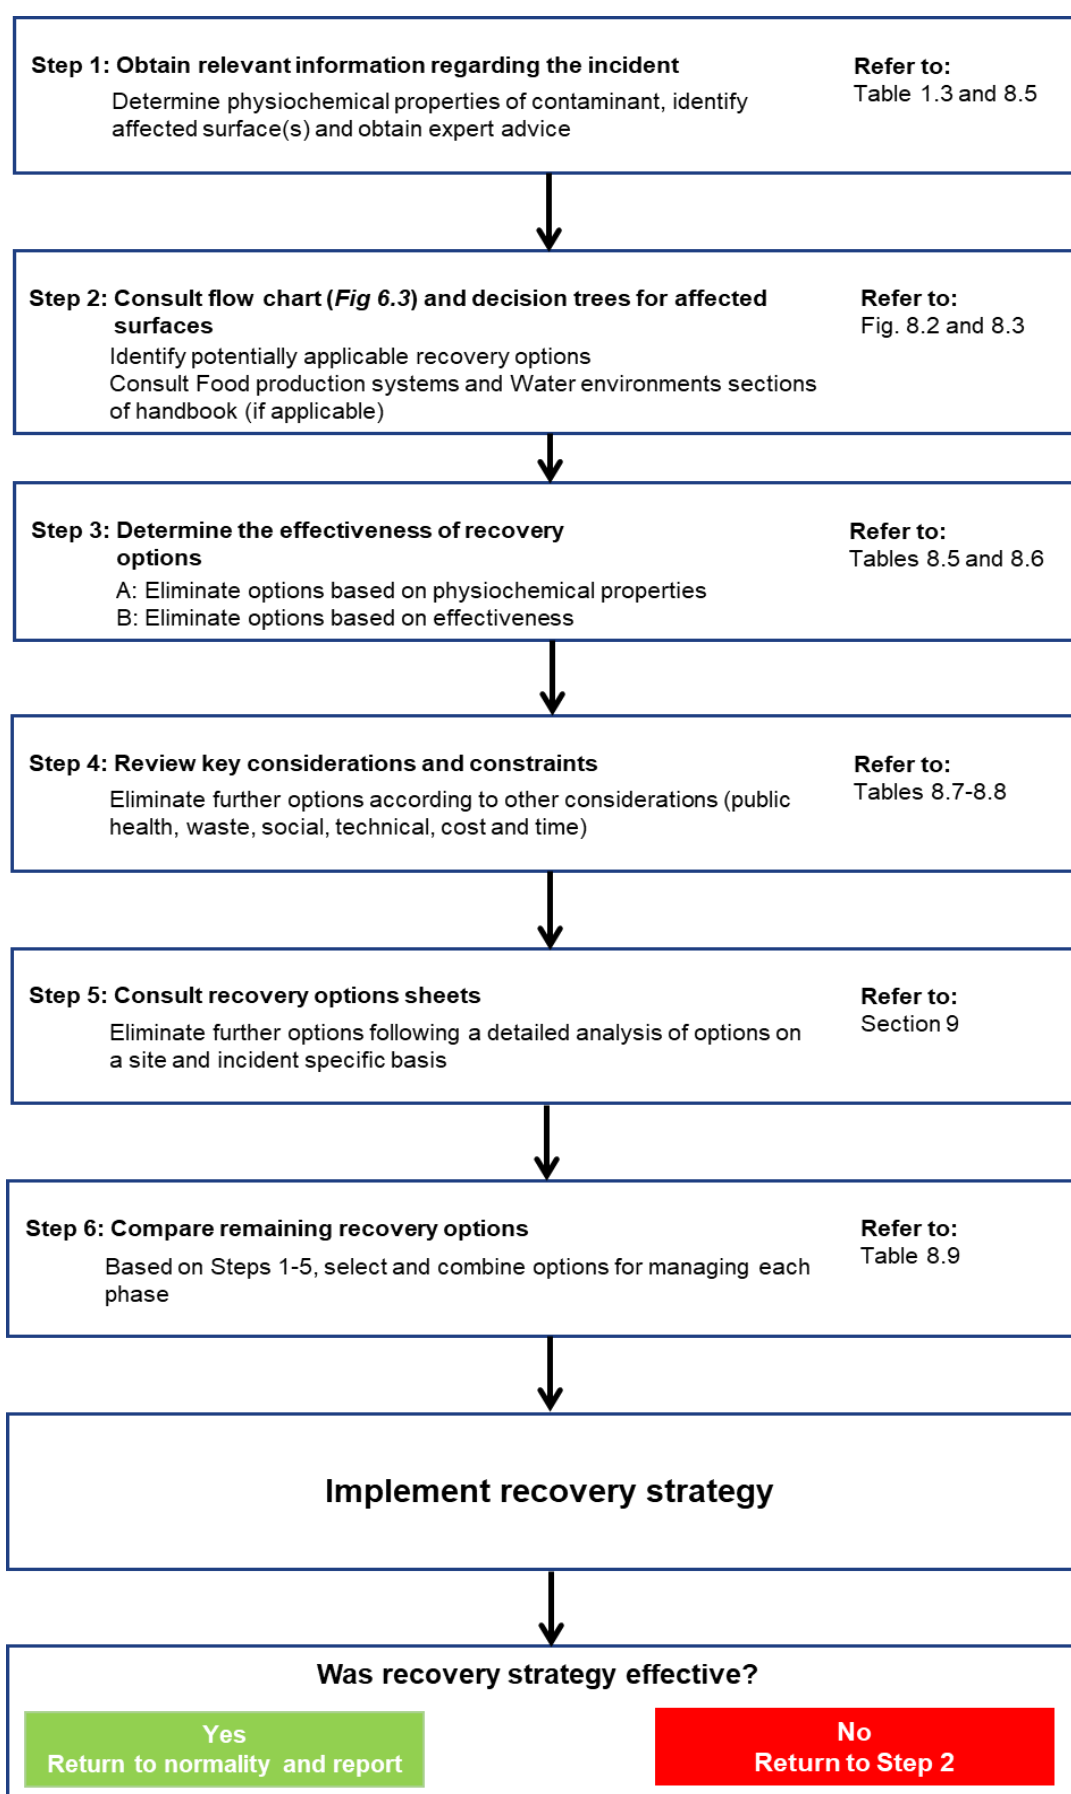 Step 1: Obtain relevant information regarding the incident
Refer to:
Determine physiochemical properties of contaminant, identify
Table 1.3 and 8.5
affected surface(s) and obtain expert advice
Step 2: Consult flow chart (Fig 6.3) and decision trees for affected
Refer to:
surfaces
Fig. 8.2 and 8.3
Identify potentially applicable recovery options
Consult Food production systems and Water environments sections
of handbook (if applicable)
Step 3: Determine the effectiveness of recovery
Refer to:
options
Tables 8.5 and 8.6
A: Eliminate options based on physiochemical properties
B: Eliminate options based on effectiveness
Step 4: Review key considerations and constraints
Refer to:
Eliminate further options according to other considerations (public
Tables 8.7-8.8
health, waste, social, technical, cost and time)
Step 5: Consult recovery options sheets
Refer to:
Eliminate further options following a detailed analysis of options on
Section 9
a site and incident specific basis
Step 6: Compare remaining recovery options
Refer to:
Based on Steps 1-5, select and combine options for managing each
Table 8.9
phase
Implement recovery strategy
Was recovery strategy effective?
Yes
Return to normality and report
No
Return to Step 2